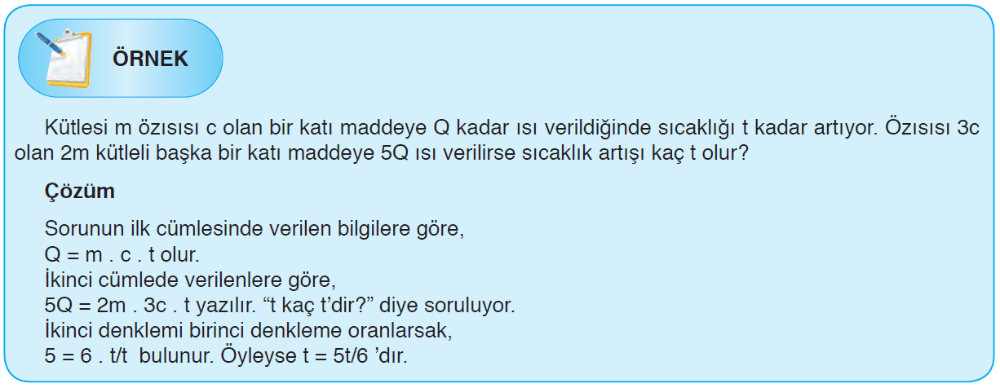 ÖRNEK
Kütlesi m özısısı c olan bir katı maddeye Q kadar ısı verildiğinde sıcaklığı t kadar artıyor. Özısısı 3c
olan 2m kütleli başka bir katı maddeye 5Q ısı verilirse sıcaklık artışı kaç t olur?
Çözüm
Sorunun ilk cümlesinde verilen bilgilere göre,
Q = m . c . t olur.
İkinci cümlede verilenlere göre,
5Q = 2m . 3c . t yazılır. “t kaç t’dir?” diye soruluyor.
İkinci denklemi birinci denkleme oranlarsak,
5 = 6 . t/t bulunur. Öyleyse t = 5t/6 ’dır.